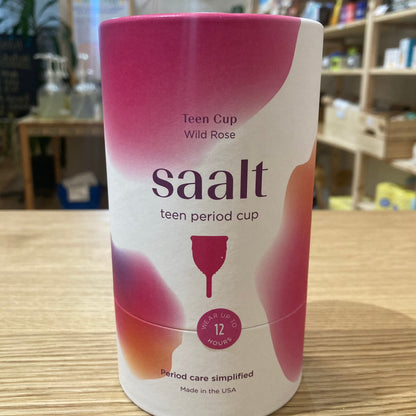 Teen Cup
Wild Rose
saalt
teen period cup
WEAR UP TO
12
HOURS
Period care simplified
Made in the USA